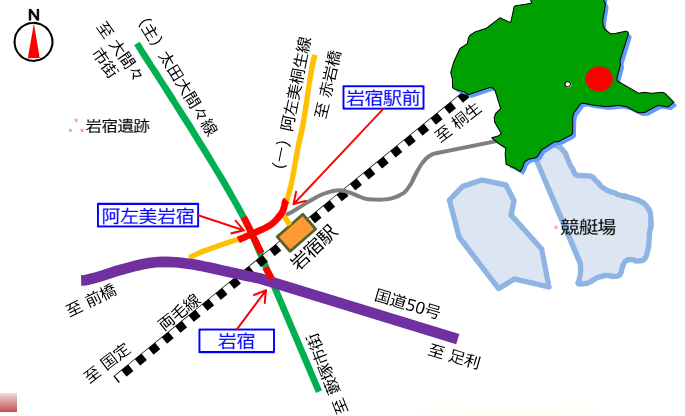 N
至 大間々
市街
(主) 太田大間々線
(一) 阿左美桐生線
至 赤岩橋
岩宿駅前
至 桐生
岩宿遺跡
阿左美岩宿
岩宿駅
競艇場
至 前橋
両毛線
国道50号
岩宿
至 国定
至 藪塚市街
至 足利